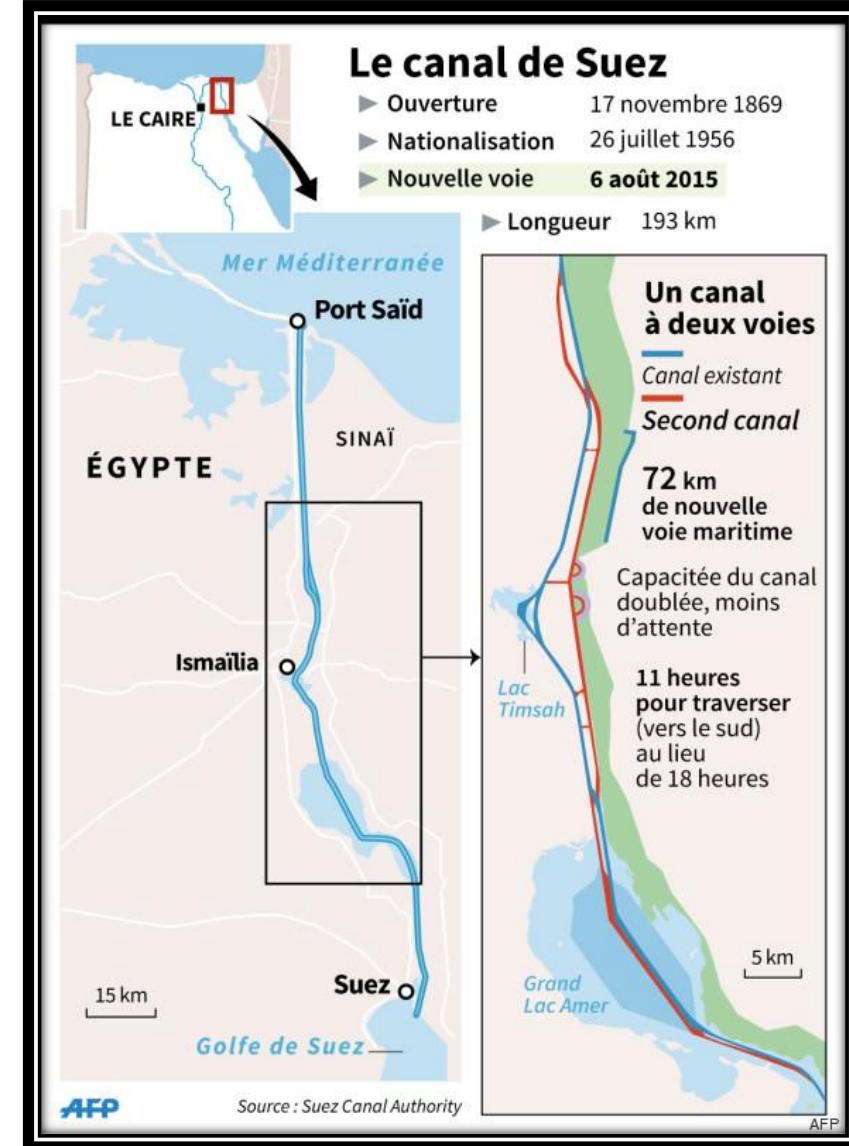 Le canal de Suez
Ouverture 17 novembre 1869
Nationalisation 26 juillet 1956
Nouvelle voie 6 août 2015
Longueur 193 km
LE CAIRE
Mer Méditerranée
Port Saïd
SINAÏ
ÉGYPTE
Ismaïlia
Suez
15 km
Golfe de Suez
Un canal
à deux voies
Canal existant
Second canal
72 km
de nouvelle
voie maritime
Capacitée du canal
doublée, moins
d'attente
11 heures
pour traverser
(vers le sud)
au lieu
de 18 heures
Lac
Timsah
Grand
Lac Amer
5 km
AFP
Source : Suez Canal Authority
AFP